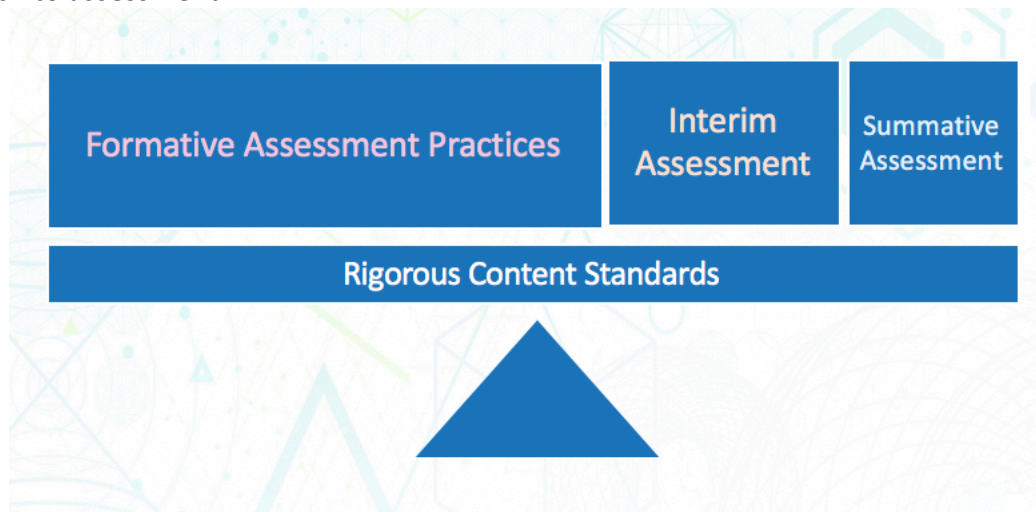 Formative Assessment Practices
Interim
Assessment
Summative
Assessment
Rigorous Content Standards